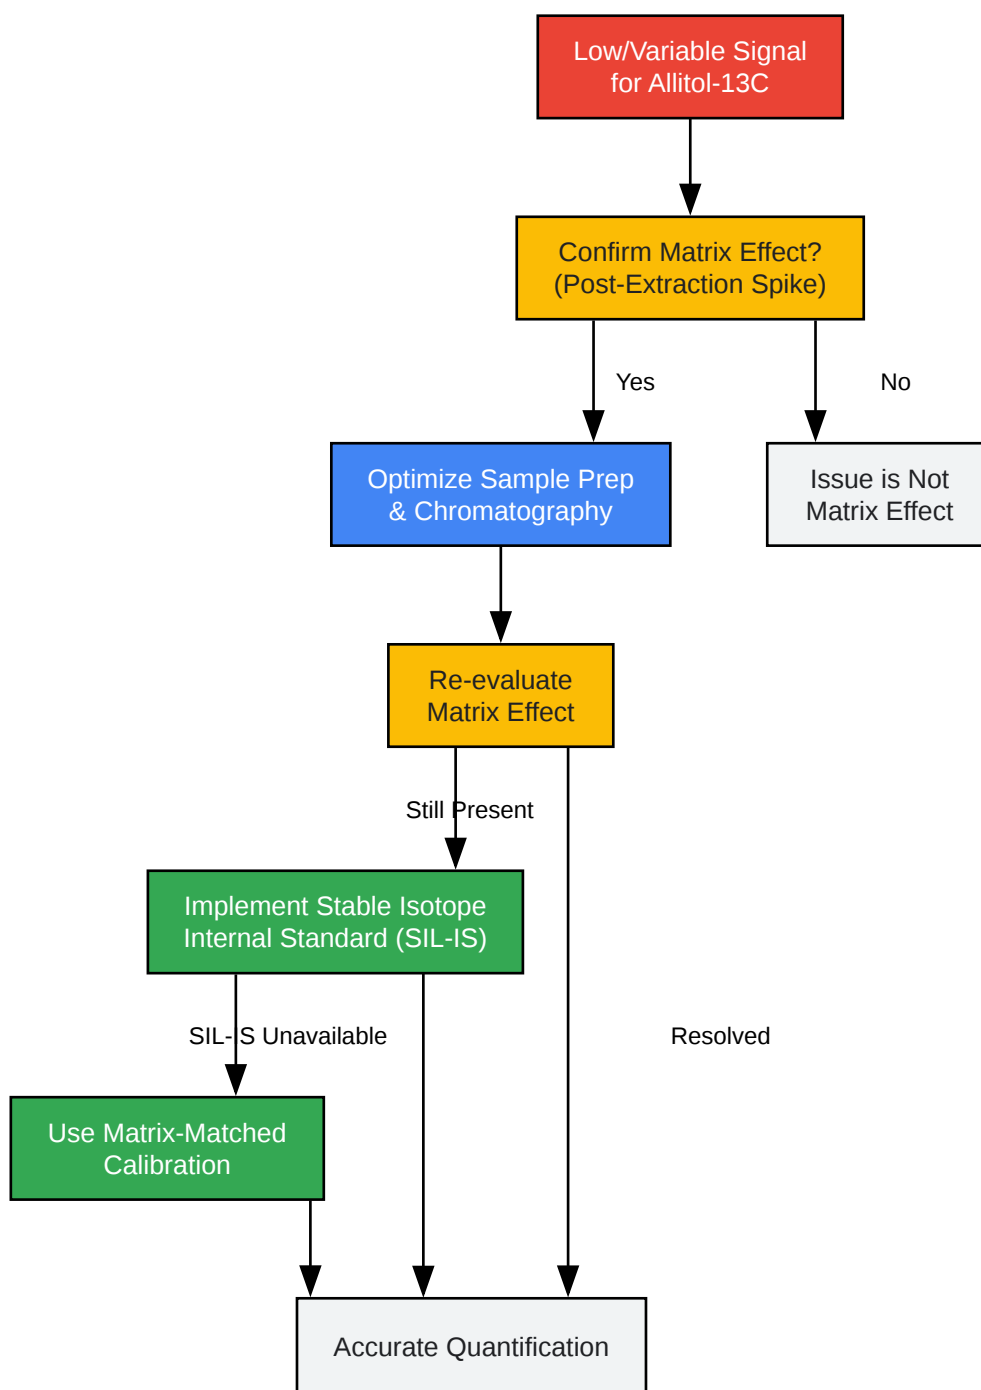 Low/Variable Signal
for Allitol-13C
Confirm Matrix Effect?
(Post-Extraction Spike)
Yes
No
Optimize Sample Prep
& Chromatography
Issue is Not
Matrix Effect
Re-evaluate
Matrix Effect
Still Present
Implement Stable Isotope
Internal Standard (SIL-IS)
SIL-IS Unavailable
Resolved
Use Matrix-Matched
Calibration
Accurate Quantification